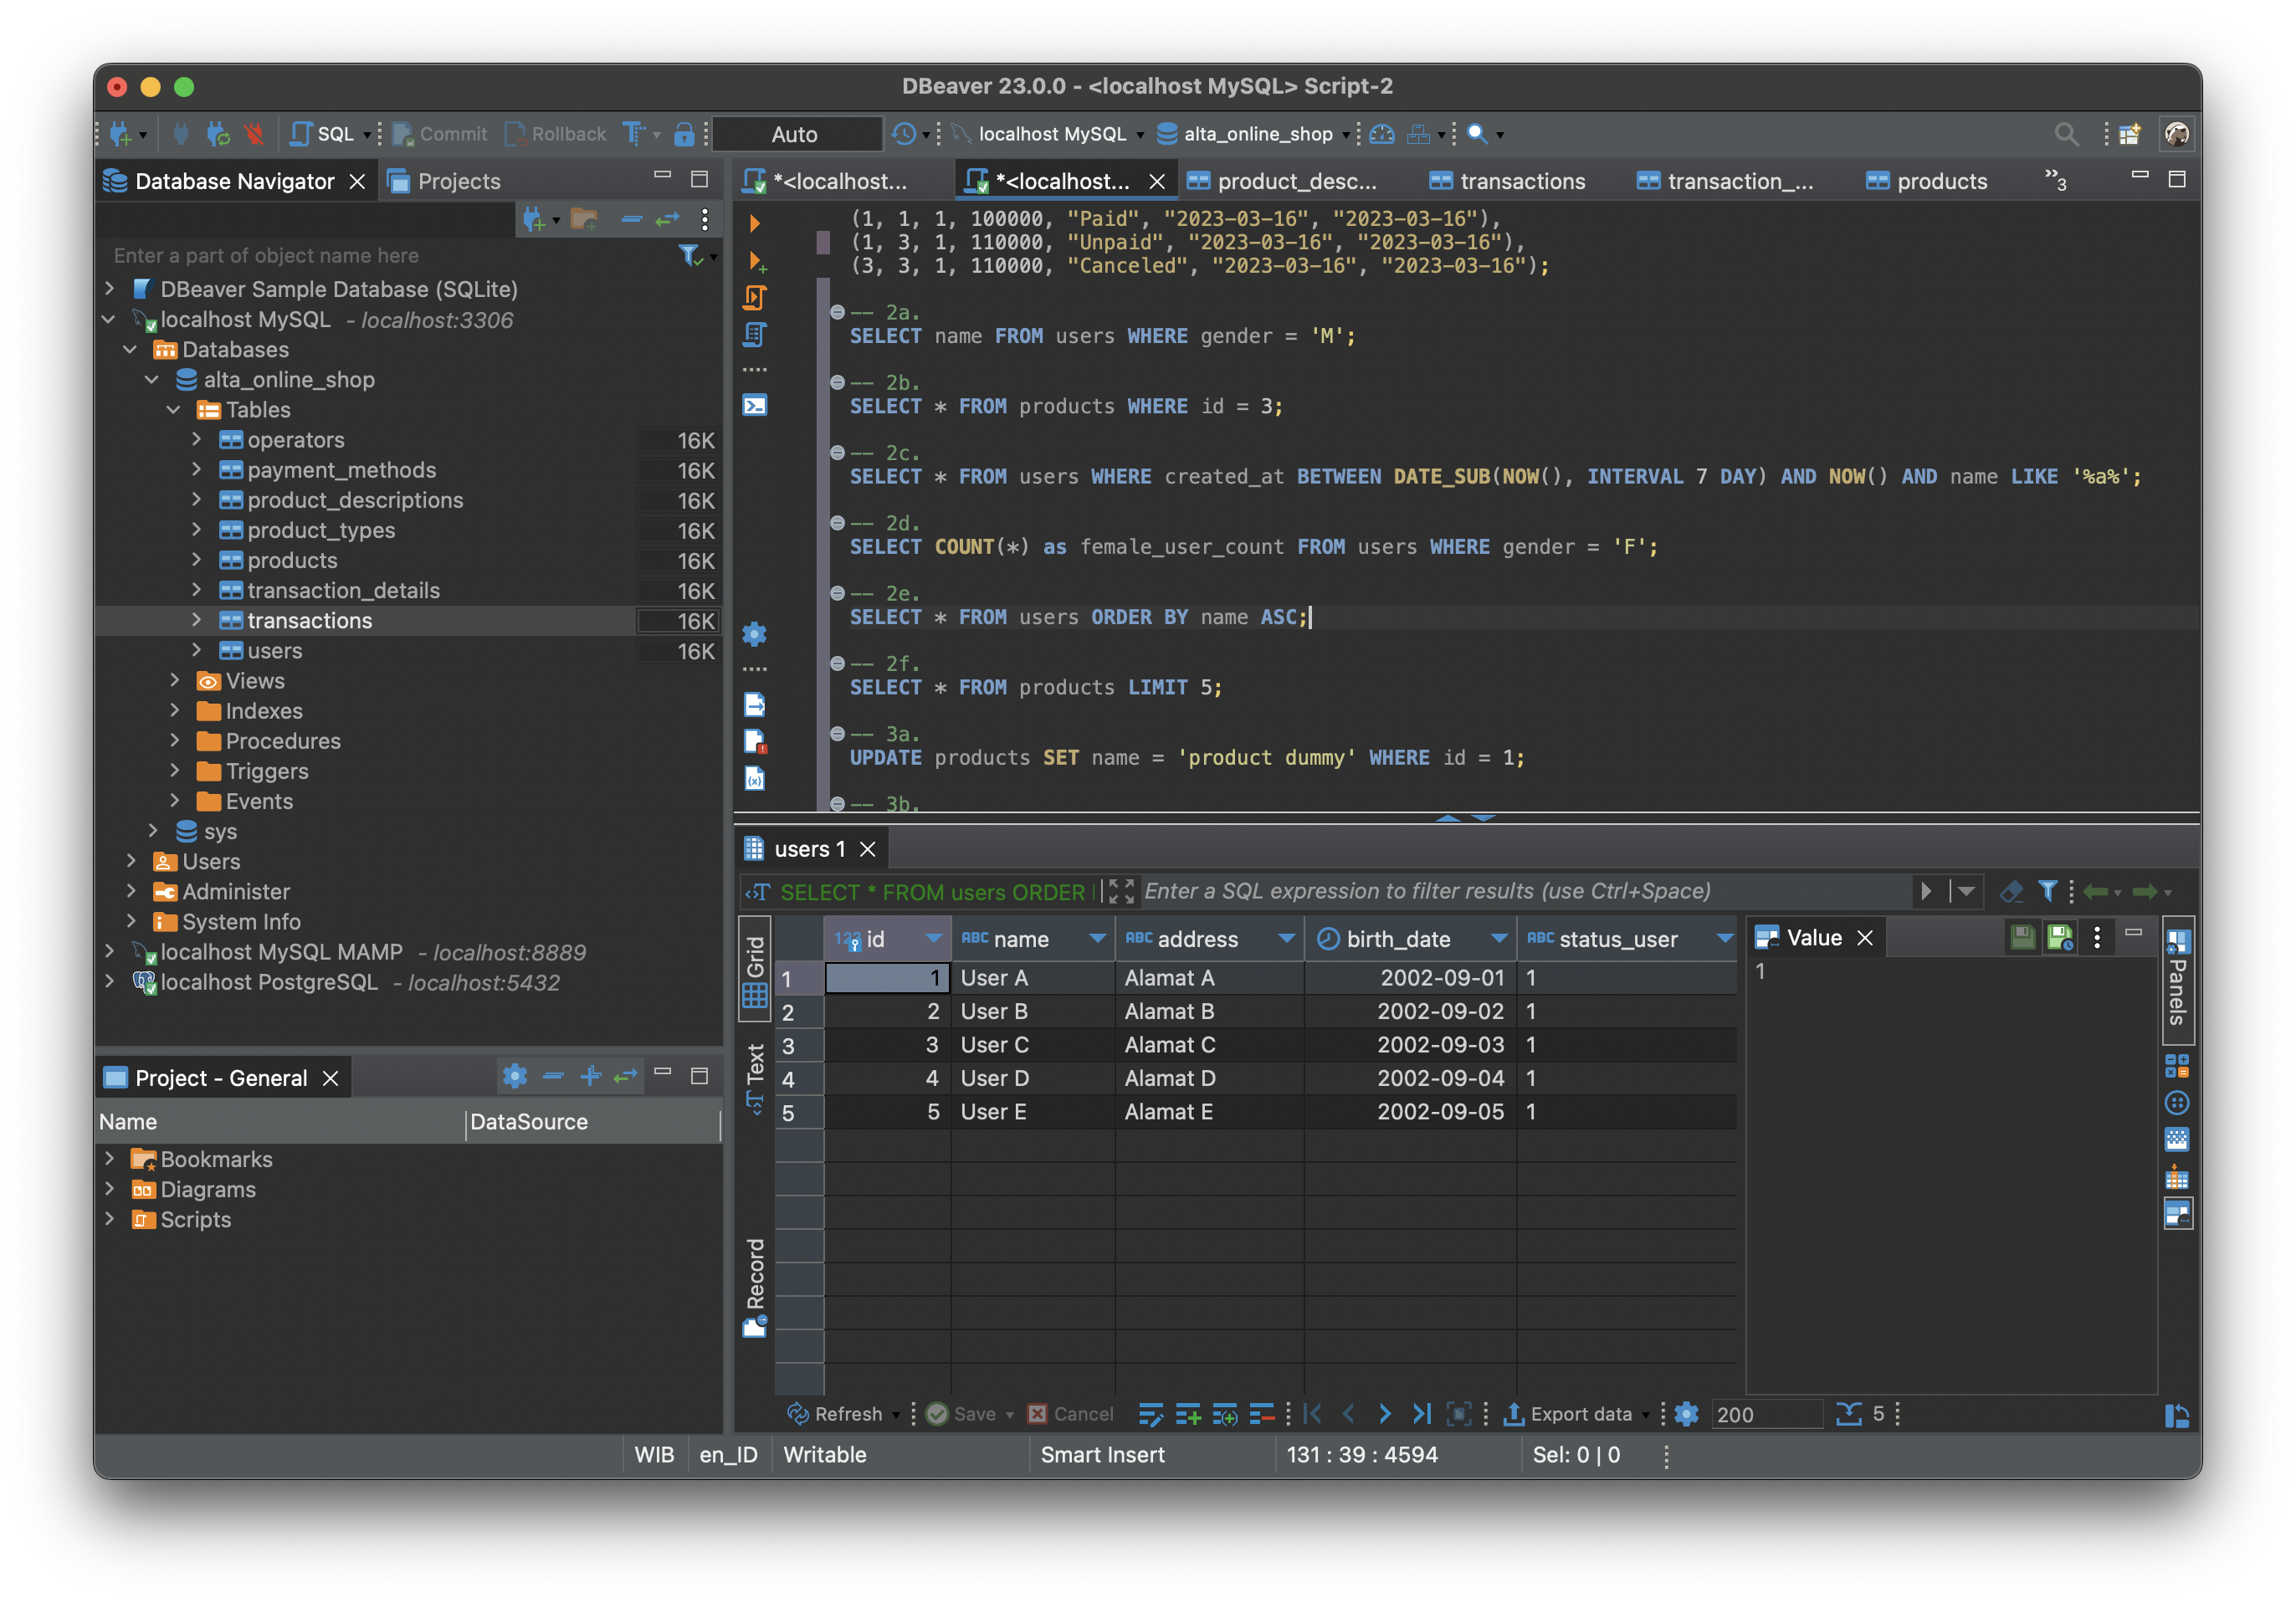 DBeaver 23.0.0 - <localhost MySQL> Script-2
SQL Commit Rollback Auto localhost MySQL alta_online_shop
Database Navigator Projects
Enter a part of object name here
DBeaver Sample Database (SQLite)
localhost MySQL - localhost:3306
Databases
alta_online_shop
Tables
operators 16K
payment_methods 16K
product_descriptions 16K
product_types 16K
products 16K
transaction_details 16K
transactions 16K
users 16K
Views
Indexes
Procedures
Triggers
Events
sys
Users
Administer
System Info
localhost MySQL MAMP - localhost:8889
localhost PostgreSQL - localhost:5432
Project - General
Name DataSource
Bookmarks
Diagrams
Scripts
*<localhost... *<localhost... product_desc... transactions transaction_... products »3
(1, 1, 1, 100000, "Paid", "2023-03-16", "2023-03-16"),
(1, 3, 1, 110000, "Unpaid", "2023-03-16", "2023-03-16"),
(3, 3, 1, 110000, "Canceled", "2023-03-16", "2023-03-16");
-- 2a.
SELECT name FROM users WHERE gender = 'M';
-- 2b.
SELECT * FROM products WHERE id = 3;
-- 2c.
SELECT * FROM users WHERE created_at BETWEEN DATE_SUB(NOW(), INTERVAL 7 DAY) AND NOW() AND name LIKE '%a%';
-- 2d.
SELECT COUNT(*) as female_user_count FROM users WHERE gender = 'F';
-- 2e.
SELECT * FROM users ORDER BY name ASC;
-- 2f.
SELECT * FROM products LIMIT 5;
-- 3a.
UPDATE products SET name = 'product dummy' WHERE id = 1;
-- 3b.
users 1
SELECT * FROM users ORDER Enter a SQL expression to filter results (use Ctrl+Space)
Grid
Text
Record
123 id ABC name ABC address birth_date ABC status_user
1 1 User A Alamat A 2002-09-01 1
2 2 User B Alamat B 2002-09-02 1
3 3 User C Alamat C 2002-09-03 1
4 4 User D Alamat D 2002-09-04 1
5 5 User E Alamat E 2002-09-05 1
Value
1
Panels
Refresh Save Cancel Export data 200 5
WIB en_ID Writable Smart Insert 131 : 39 : 4594 Sel: 0 | 0